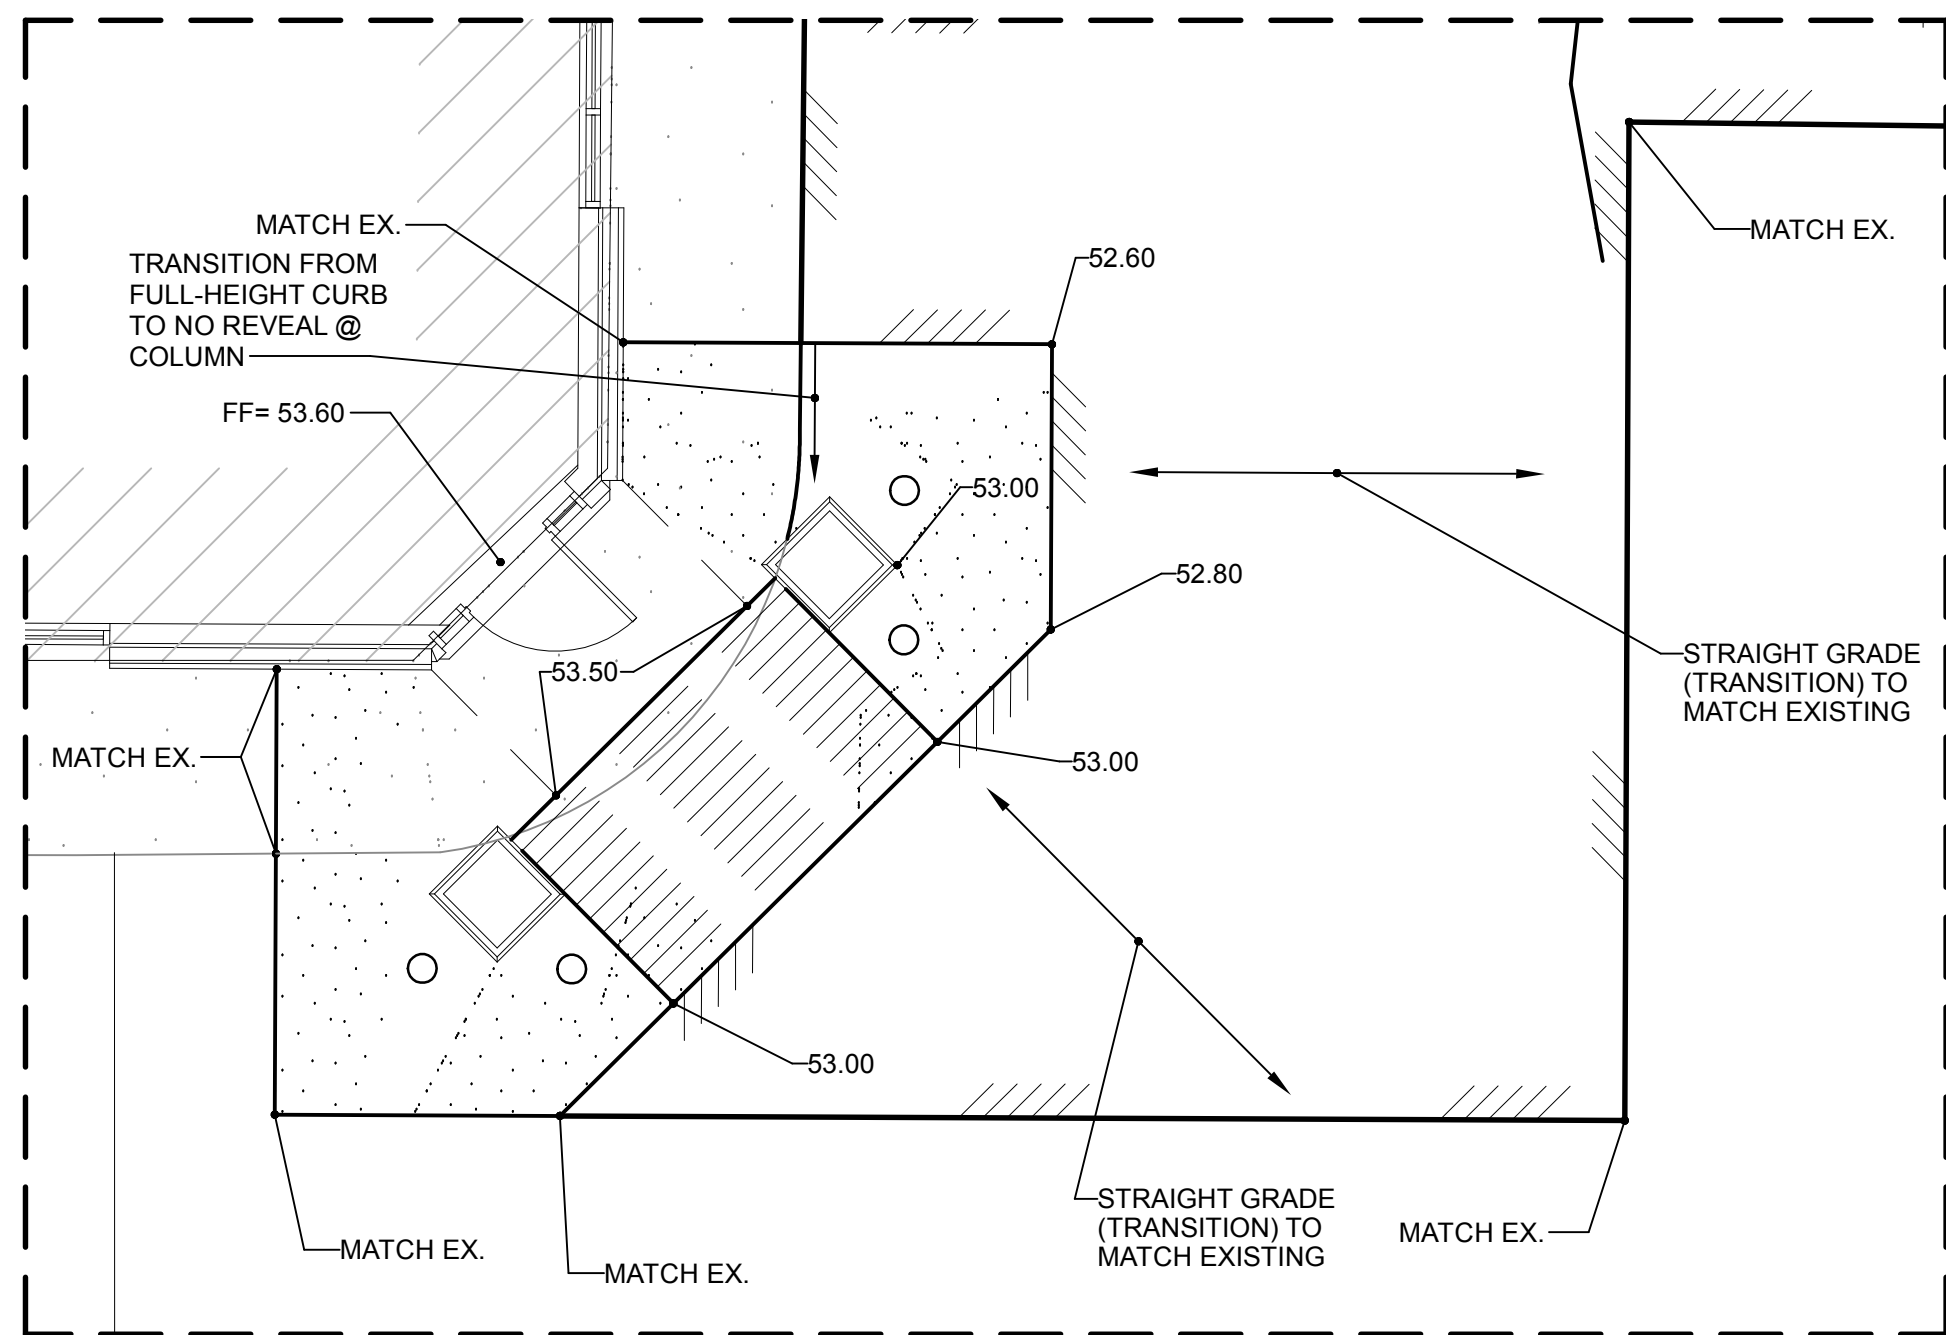 MATCH EX.
TRANSITION FROM
FULL-HEIGHT CURB
TO NO REVEAL @
COLUMN
FF= 53.60
52.60
MATCH EX.
53.00
52.80
53.50
MATCH EX.
53.00
STRAIGHT GRADE
(TRANSITION) TO
MATCH EXISTING
53.00
STRAIGHT GRADE
(TRANSITION) TO
MATCH EXISTING
MATCH EX.
MATCH EX.
MATCH EX.